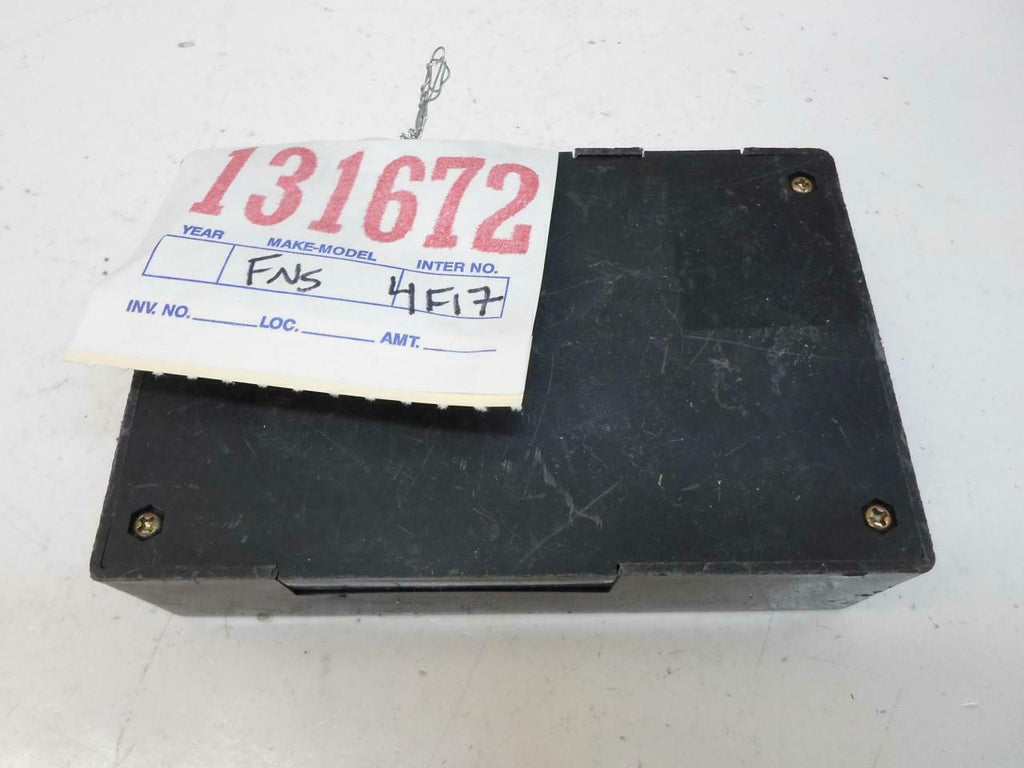 131672
YEAR MAKE-MODEL INTER NO.
FNS 4F17
INV. NO. LOC. AMT.